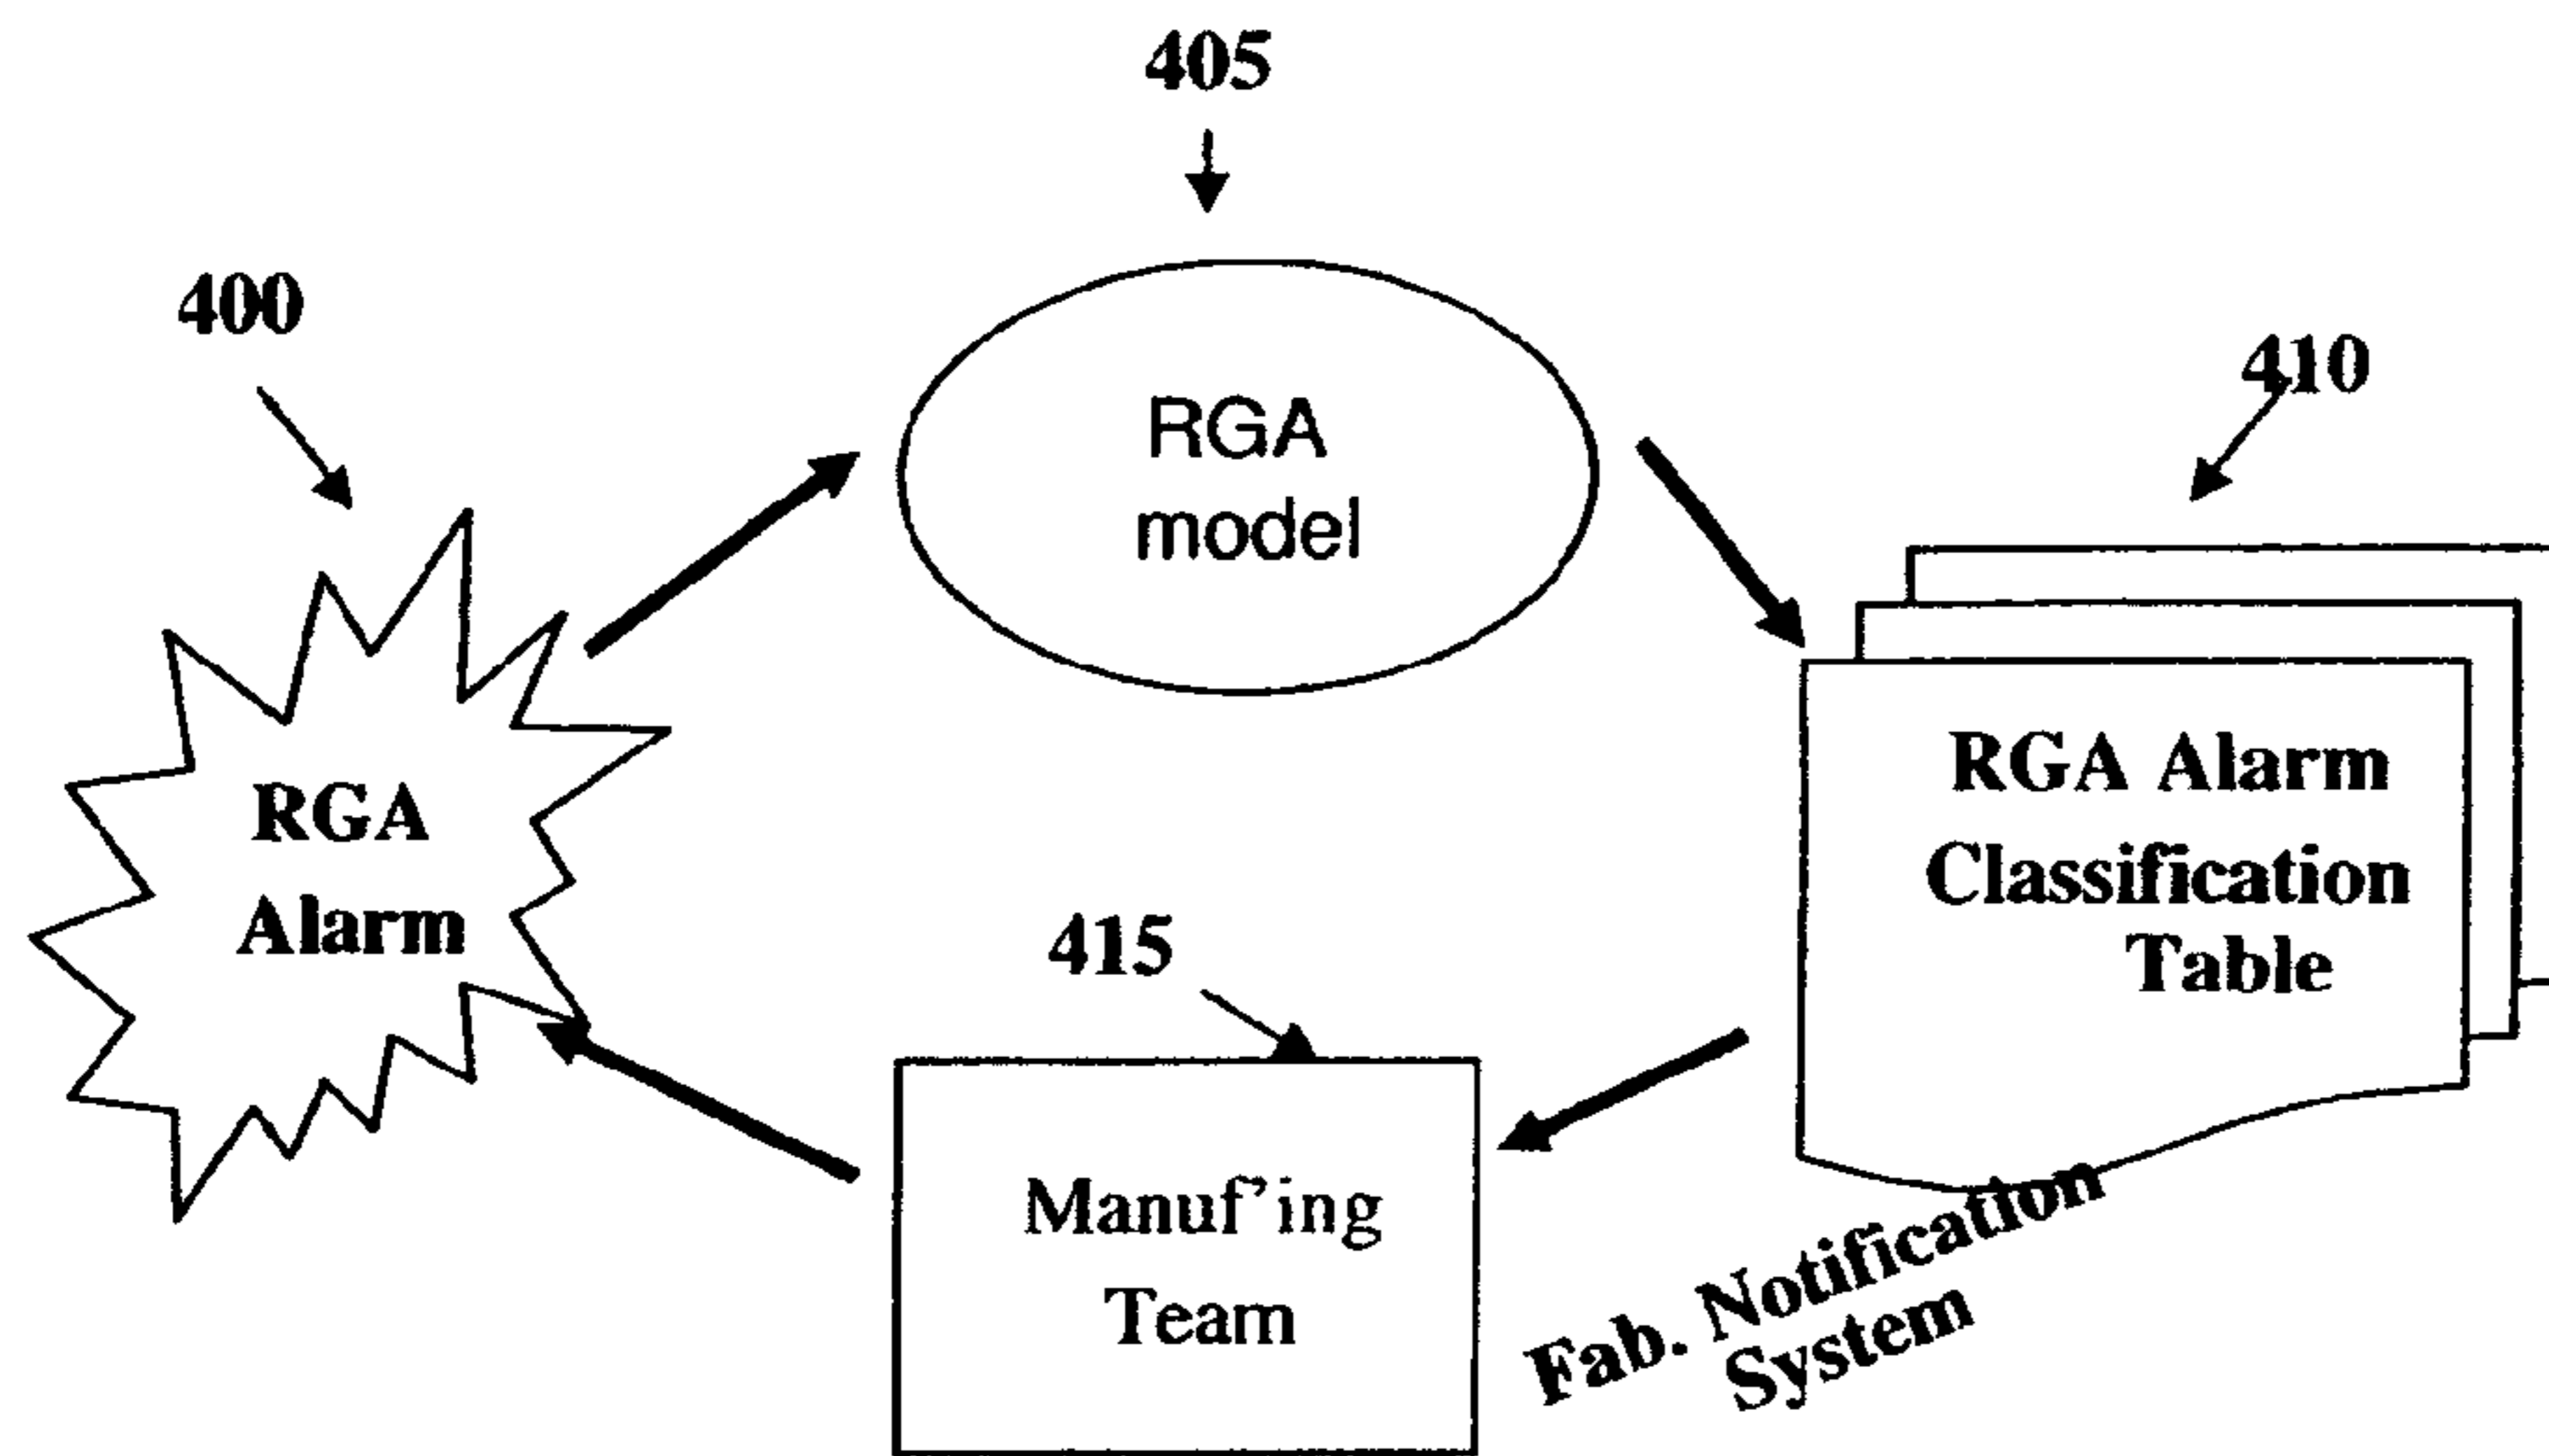 405
400
410
RGA
model
RGA Alarm
Classification
Table
RGA
Alarm
415
Manuf'ing
Team
Fab. Notification
System